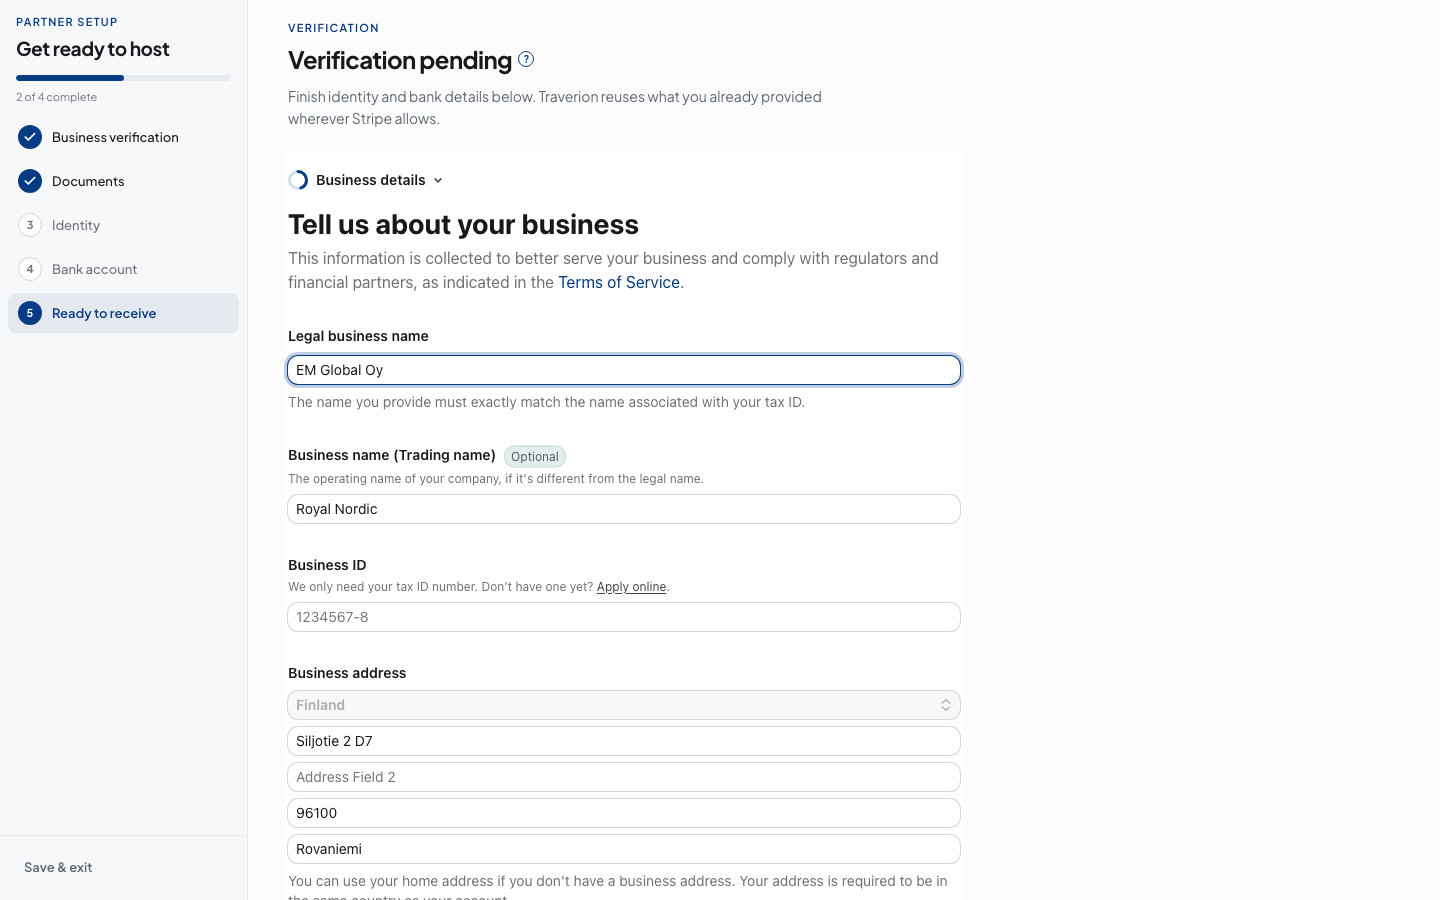 PARTNER SETUP
Get ready to host
2 of 4 complete
Business verification
Documents
3 Identity
4 Bank account
5 Ready to receive
Save & exit
VERIFICATION
Verification pending ?
Finish identity and bank details below. Traverion reuses what you already provided
wherever Stripe allows.
Business details
Tell us about your business
This information is collected to better serve your business and comply with regulators and
financial partners, as indicated in the Terms of Service.
Legal business name
EM Global Oy
The name you provide must exactly match the name associated with your tax ID.
Business name (Trading name) Optional
The operating name of your company, if it's different from the legal name.
Royal Nordic
Business ID
We only need your tax ID number. Don’t have one yet? Apply online.
1234567-8
Business address
Finland
Siljotie 2 D7
Address Field 2
96100
Rovaniemi
You can use your home address if you don't have a business address. Your address is required to be in
the same country as your account.